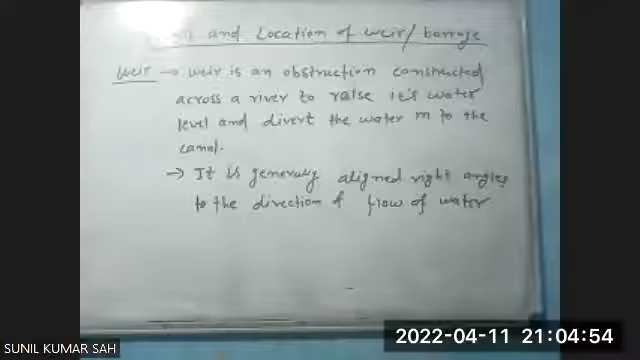 and Location of weir/ barrage
Weir → Weir is an obstruction constructed
across a river to raise it's water
level and divert the water in to the
canal.
→ It is generally aligned right angles
to the direction of flow of water
2022-04-11 21:04:54
SUNIL KUMAR SAH